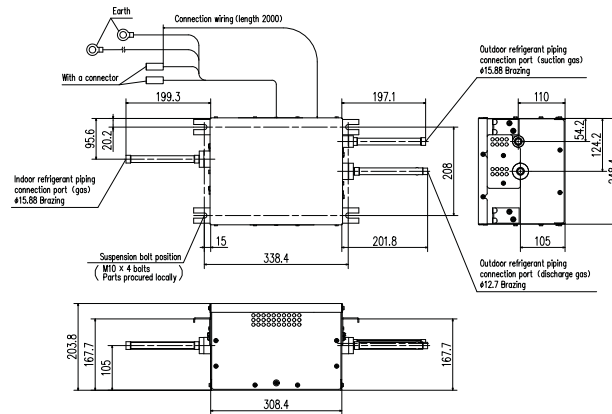 Earth
Connection wiring (length 2000)
With a connector
199.3
197.1
Outdoor refrigerant piping
connection port (suction gas)
ø15.88 Brazing
110
54.2
124.2
95.6
20.2
208
Indoor refrigerant piping
connection port (gas)
ø15.88 Brazing
15
201.8
105
338.4
Suspension bolt position
( M10 × 4 bolts
Parts procured locally )
Outdoor refrigerant piping
connection port (discharge gas)
ø12.7 Brazing
203.8
167.7
105
167.7
308.4